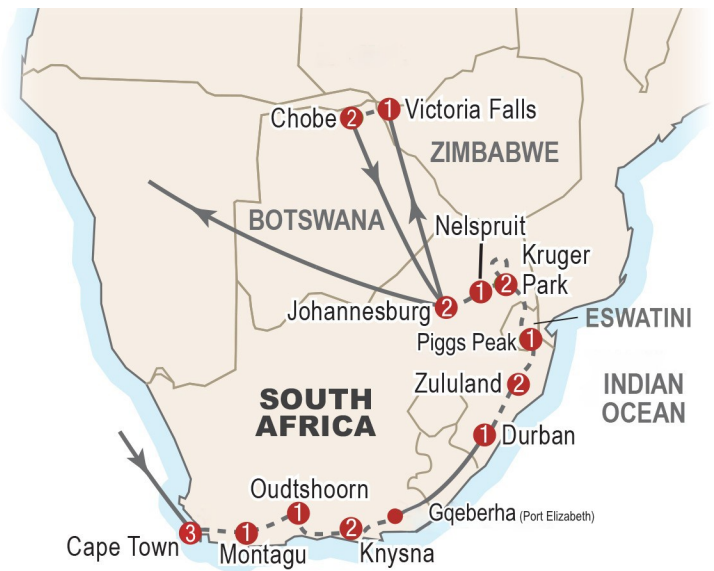 Chobe 2
1 Victoria Falls
ZIMBABWE
BOTSWANA
Nelspruit
1
Kruger
2 Park
Johannesburg 2
ESWATINI
Piggs Peak 1
Zululand 2
INDIAN
OCEAN
SOUTH
AFRICA
1 Durban
Oudtshoorn
1
Gqeberha (Port Elizabeth)
Cape Town
3
1
Montagu
2
Knysna